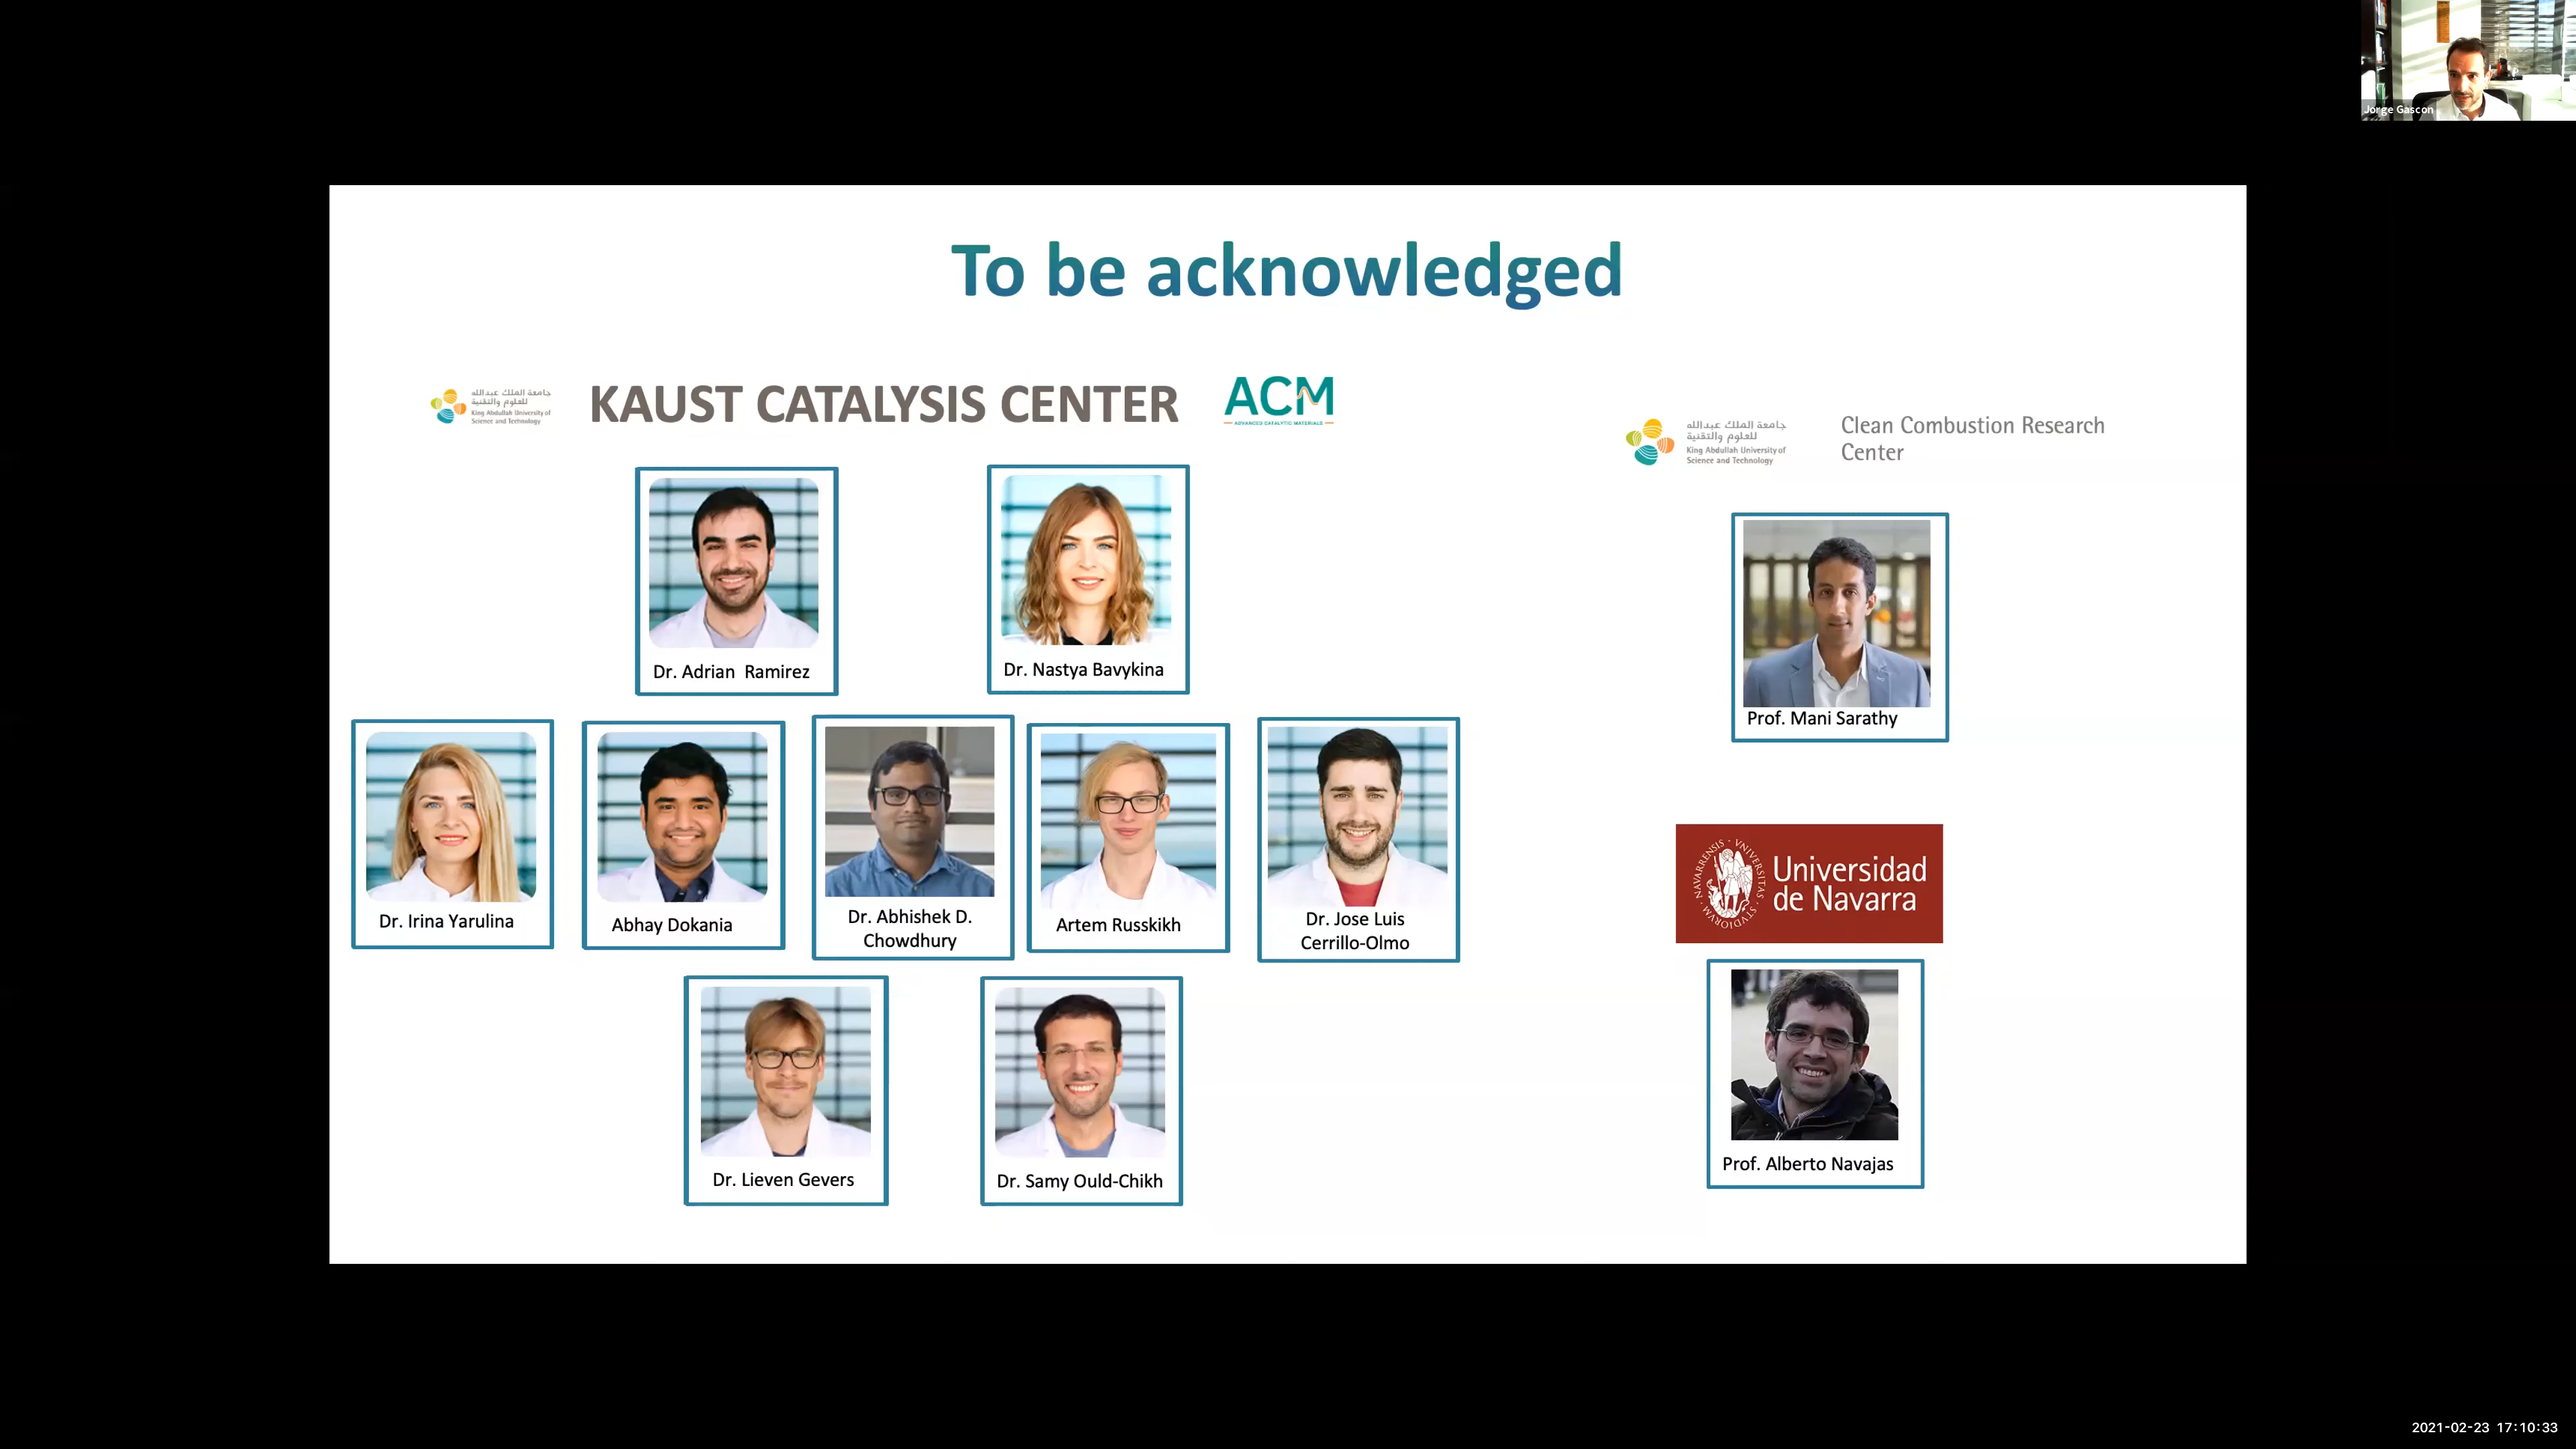 Jorge Gascon
To be acknowledged
جامعة الملك عبدالله
للعلوم والتقنية
King Abdullah University of
Science and Technology
KAUST CATALYSIS CENTER
ACM
ADVANCED CATALYTIC MATERIALS
جامعة الملك عبدالله
للعلوم والتقنية
King Abdullah University of
Science and Technology
Clean Combustion Research
Center
Dr. Adrian Ramirez
Dr. Nastya Bavykina
Prof. Mani Sarathy
Dr. Irina Yarulina
Abhay Dokania
Dr. Abhishek D.
Chowdhury
Artem Russkikh
Dr. Jose Luis
Cerrillo-Olmo
VNIVERSITAS · STVDIORVM · NAVARRENSIS
Universidad
de Navarra
Dr. Lieven Gevers
Dr. Samy Ould-Chikh
Prof. Alberto Navajas
2021-02-23 17:10:33